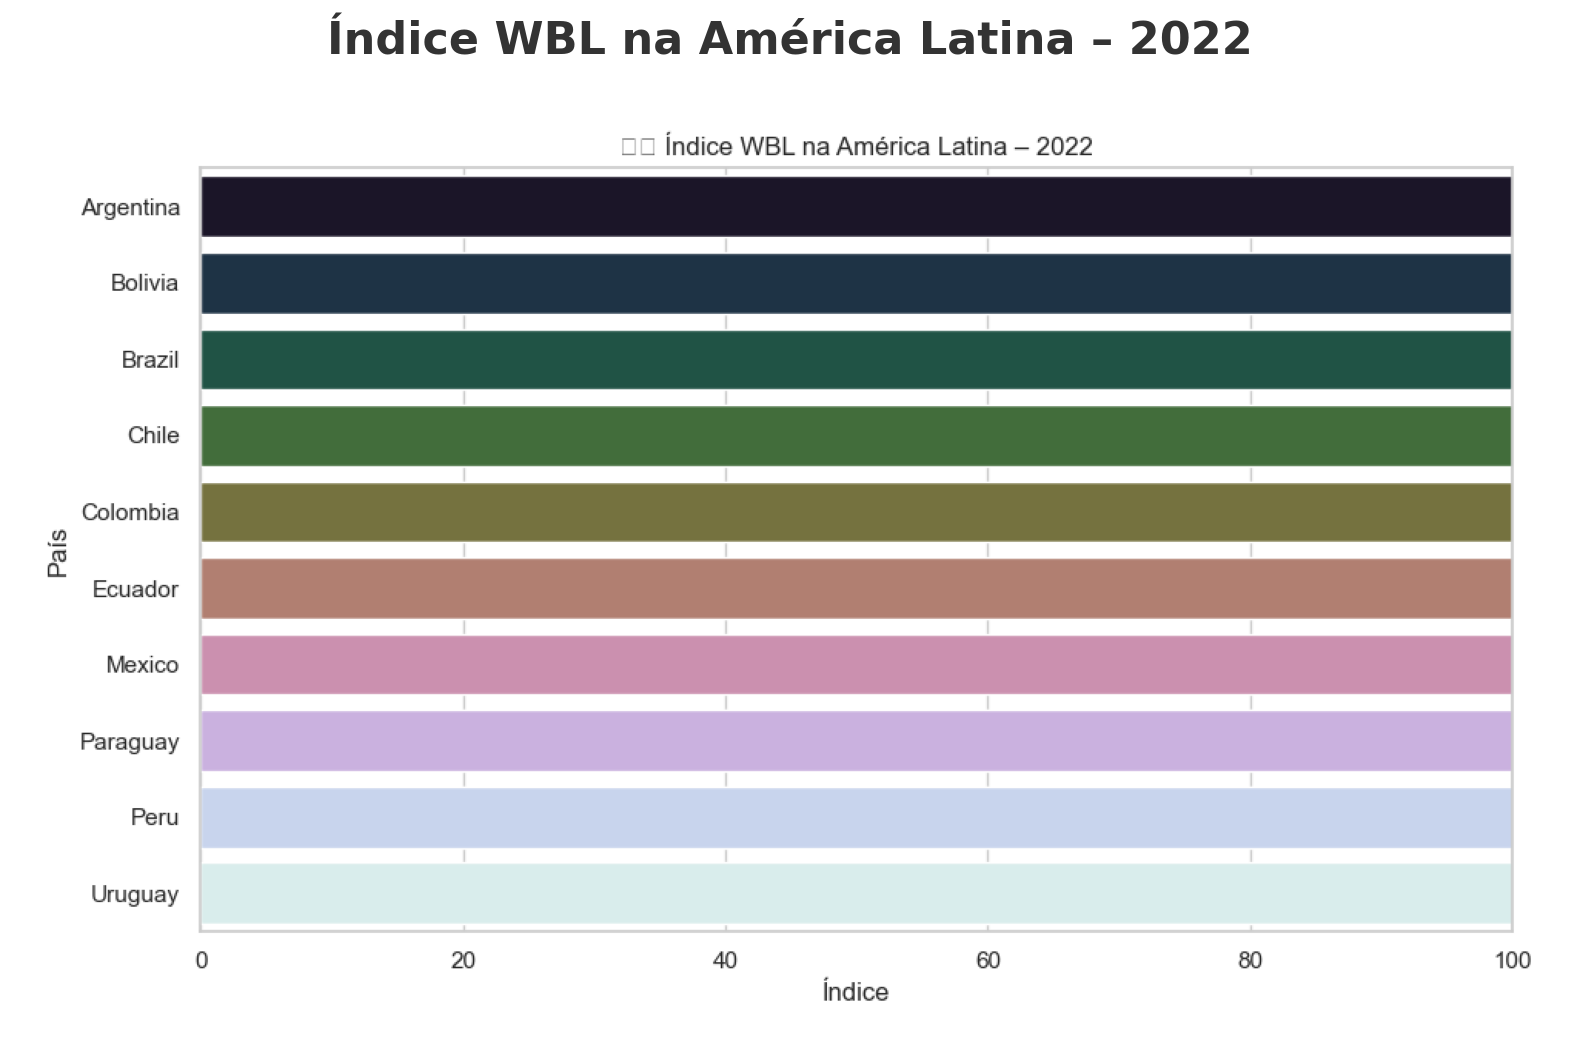 Índice WBL na América Latina – 2022
Índice WBL na América Latina – 2022
Argentina
Bolivia
Brazil
Chile
Colombia
Ecuador
Mexico
Paraguay
Peru
Uruguay
País
0 20 40 60 80 100
Índice